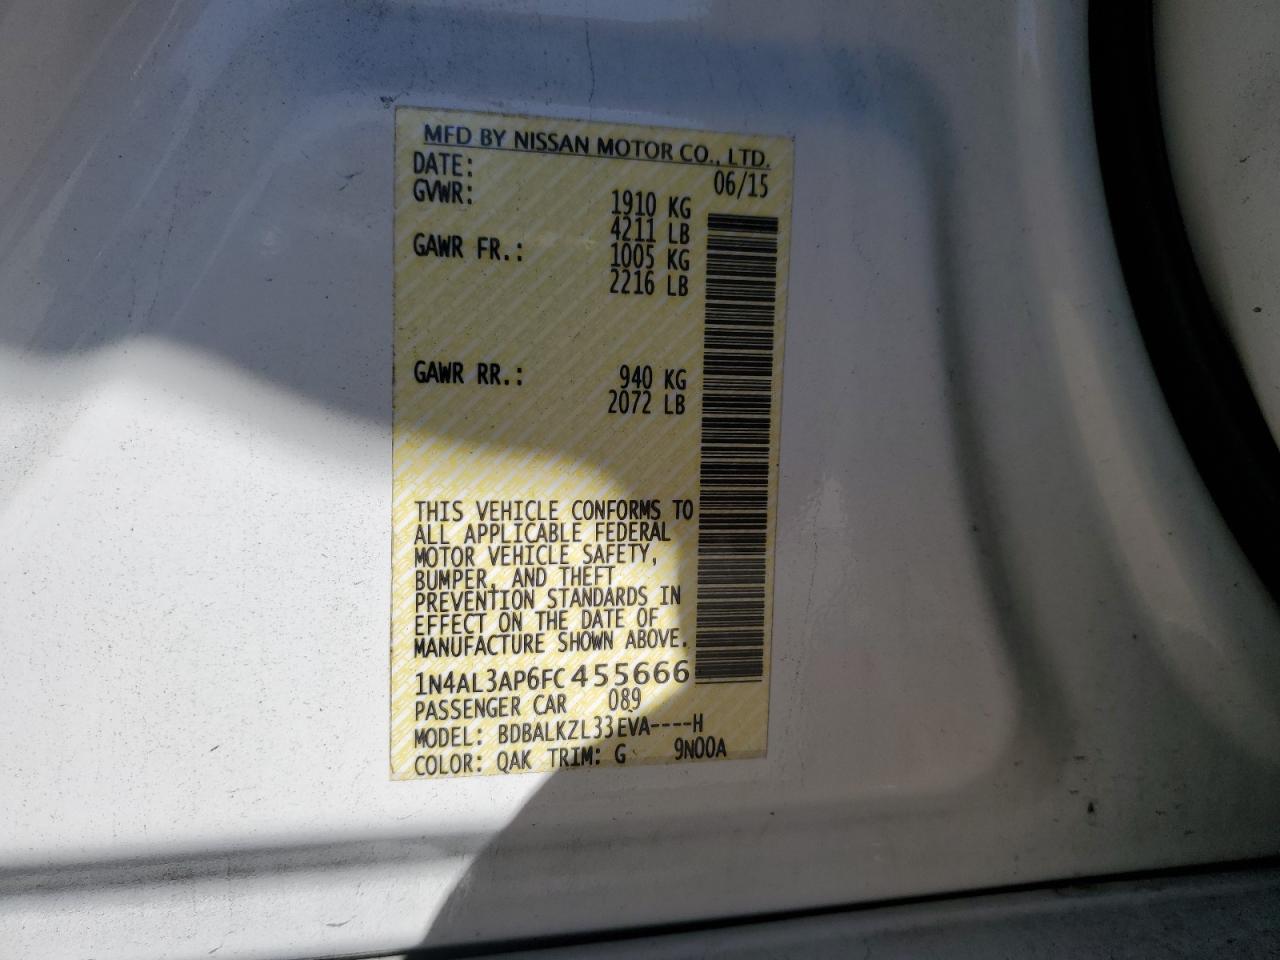 MFD BY NISSAN MOTOR CO., LTD.
DATE: 06/15
GVWR: 1910 KG
4211 LB
GAWR FR.: 1005 KG
2216 LB
GAWR RR.: 940 KG
2072 LB
THIS VEHICLE CONFORMS TO
ALL APPLICABLE FEDERAL
MOTOR VEHICLE SAFETY,
BUMPER, AND THEFT
PREVENTION STANDARDS IN
EFFECT ON THE DATE OF
MANUFACTURE SHOWN ABOVE.
1N4AL3AP6FC455666
PASSENGER CAR 089
MODEL: BDBALKZL33EVA----H
COLOR: QAK TRIM: G 9N00A